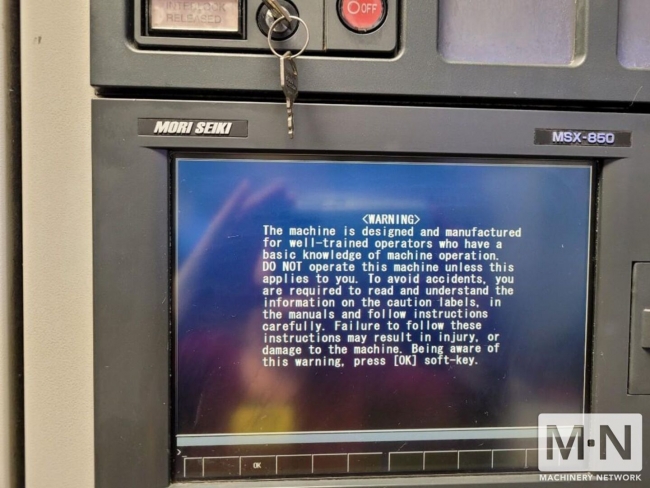 INTERLOCK
RELEASED
OFF
MORI SEIKI
MSX-850
<WARNING>
The machine is designed and manufactured
for well-trained operators who have a
basic knowledge of machine operation.
DO NOT operate this machine unless this
applies to you. To avoid accidents, you
are required to read and understand the
information on the caution labels, in
the manuals and follow instructions
carefully. Failure to follow these
instructions may result in injury, or
damage to the machine. Being aware of
this warning, press [OK] soft-key.
>
OK
M·N
MACHINERY NETWORK